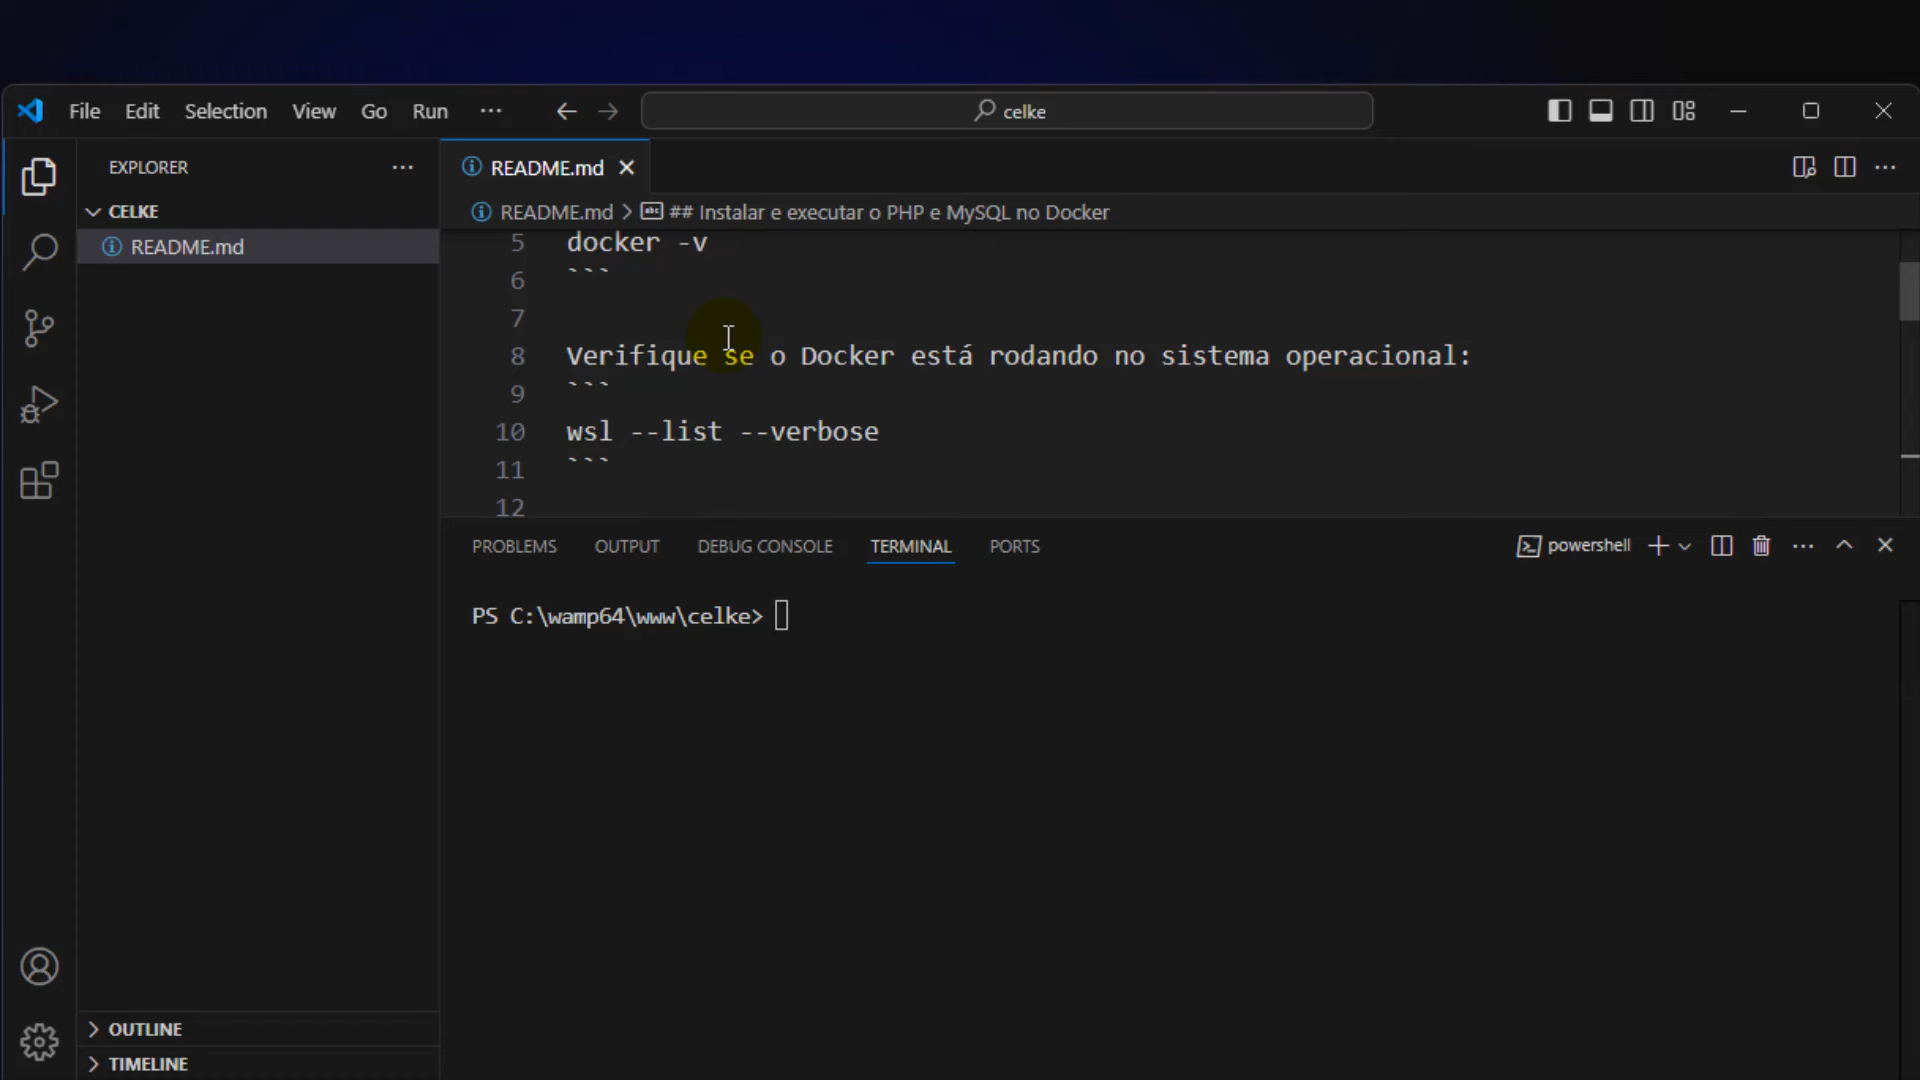 File Edit Selection View Go Run ··· celke
EXPLORER ···
CELKE
README.md
README.md
README.md > ## Instalar e executar o PHP e MySQL no Docker
5 docker -v
6 ```
7
8 Verifique se o Docker está rodando no sistema operacional:
9 ```
10 wsl --list --verbose
11 ```
12
PROBLEMS OUTPUT DEBUG CONSOLE TERMINAL PORTS powershell
PS C:\wamp64\www\celke>
OUTLINE
TIMELINE